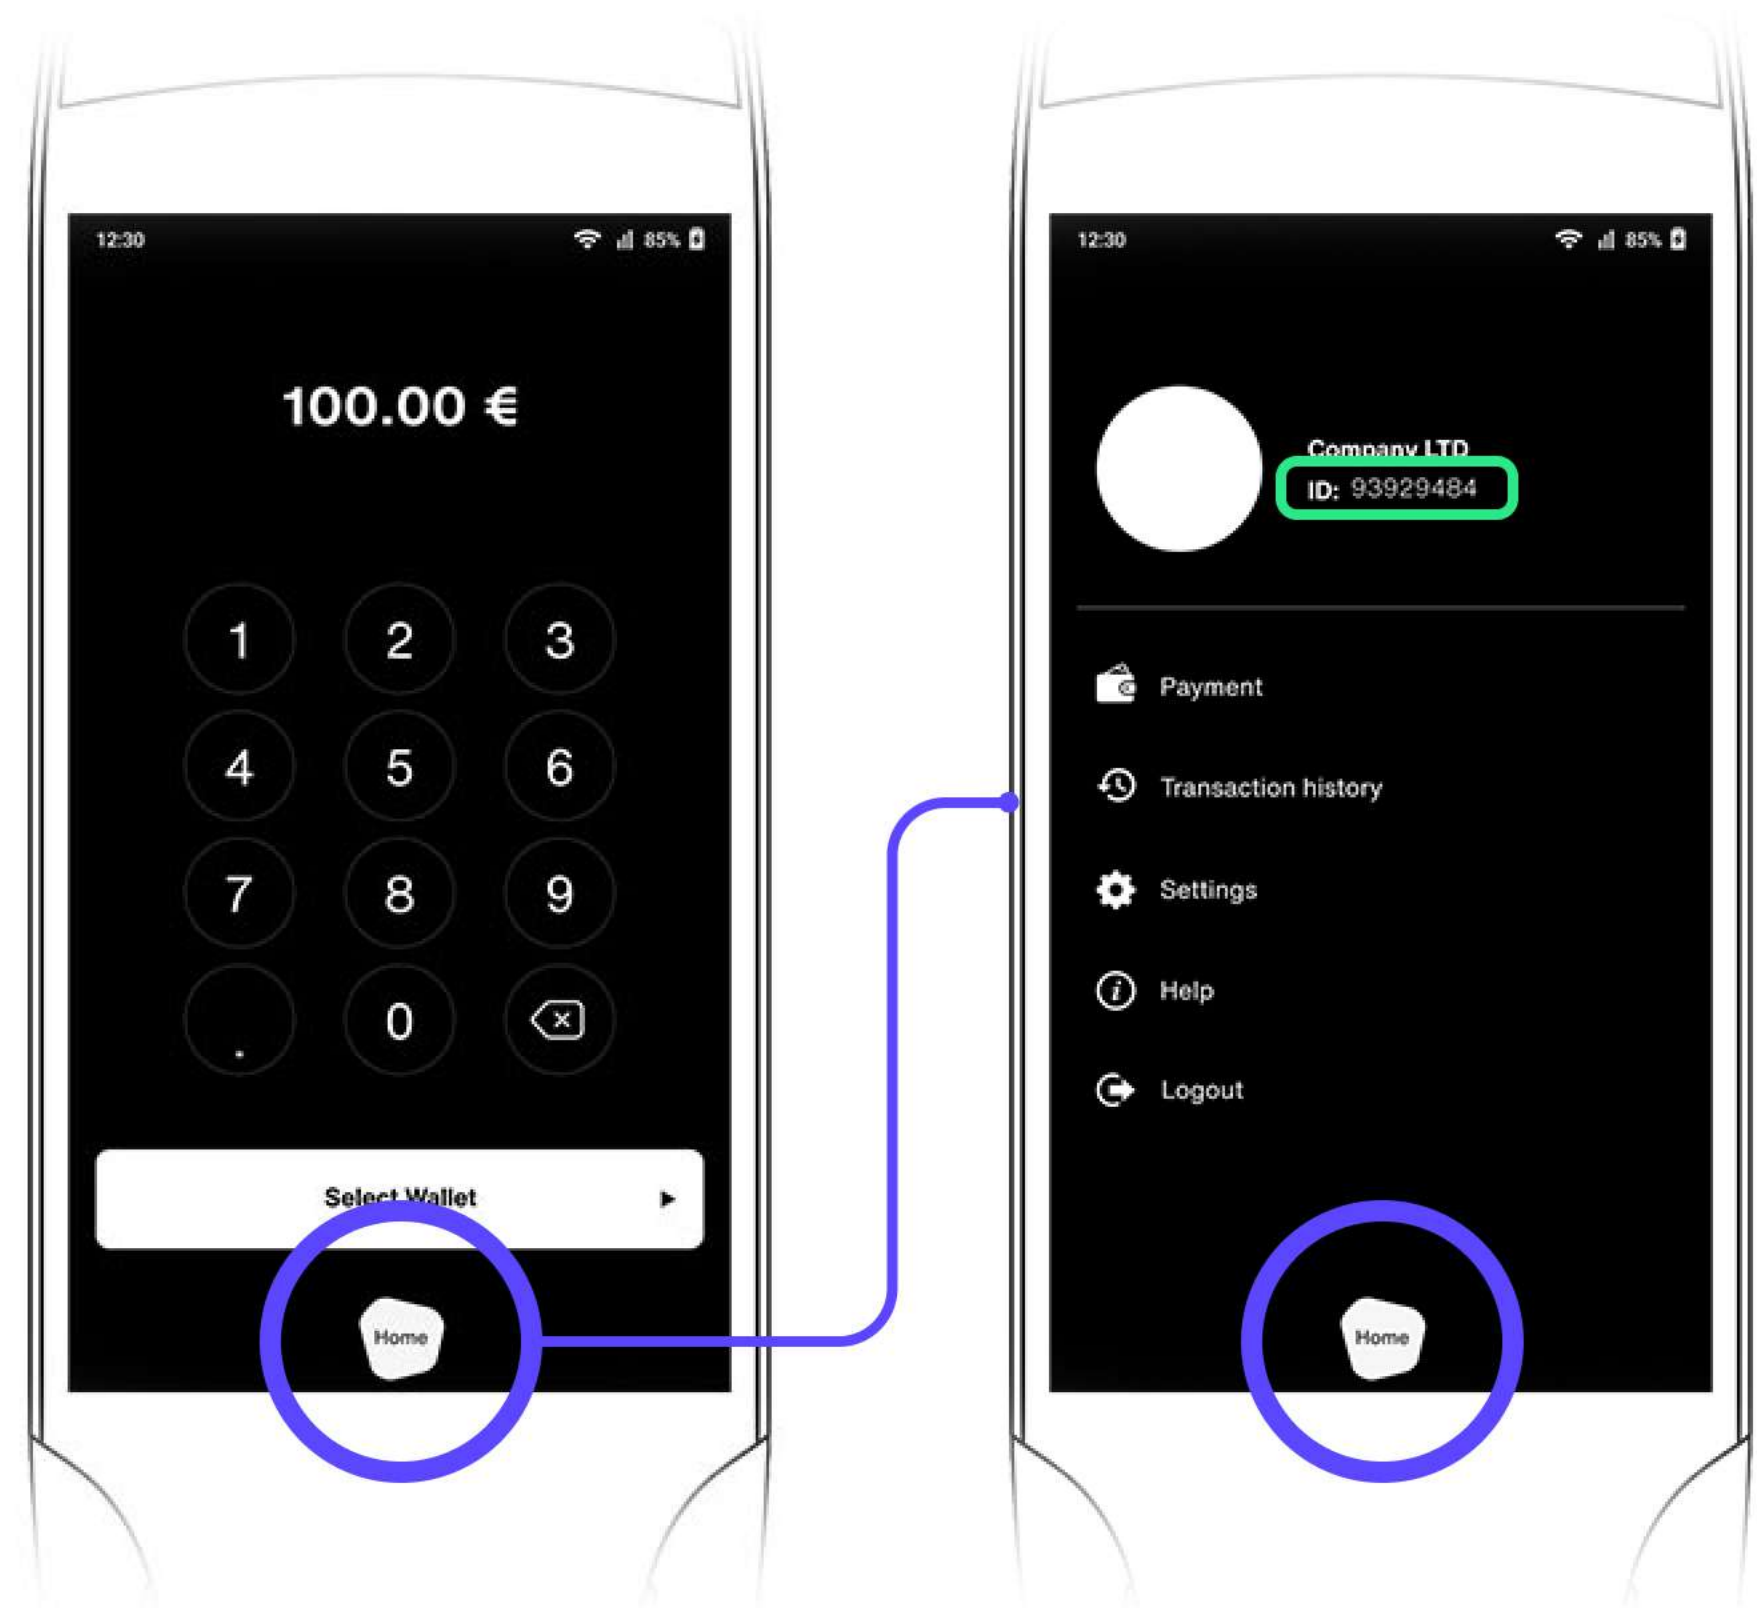 12:30
85%
100.00 €
1 2 3
4 5 6
7 8 9
. 0
Select Wallet
Home
12:30
85%
Company LTD
ID: 93929484
Payment
Transaction history
Settings
Help
Logout
Home